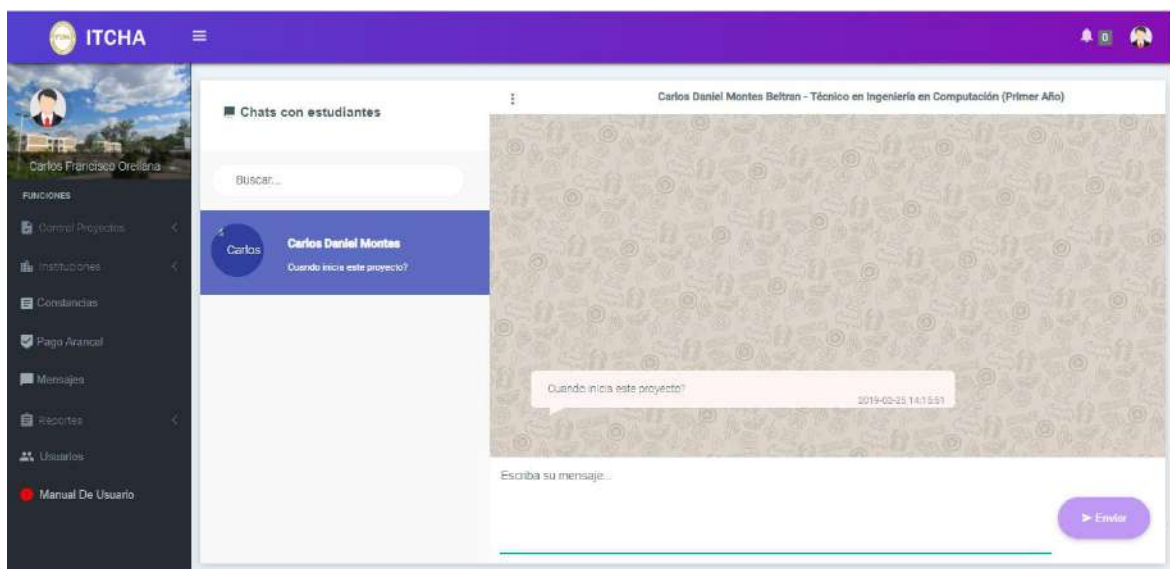 ITCHA
0
Carlos Francisco Orellana
FUNCIONES
Control Proyectos
Instituciones
Constancias
Pago Arancel
Mensajes
Reportes
Usuarios
Manual De Usuario
Chats con estudiantes
Buscar...
Carlos
Carlos Daniel Montes
Cuando inicia este proyecto?
Carlos Daniel Montes Beltran - Técnico en Ingeniería en Computación (Primer Año)
Cuando inicia este proyecto?
2019-02-25 14:15:51
Escriba su mensaje...
Enviar